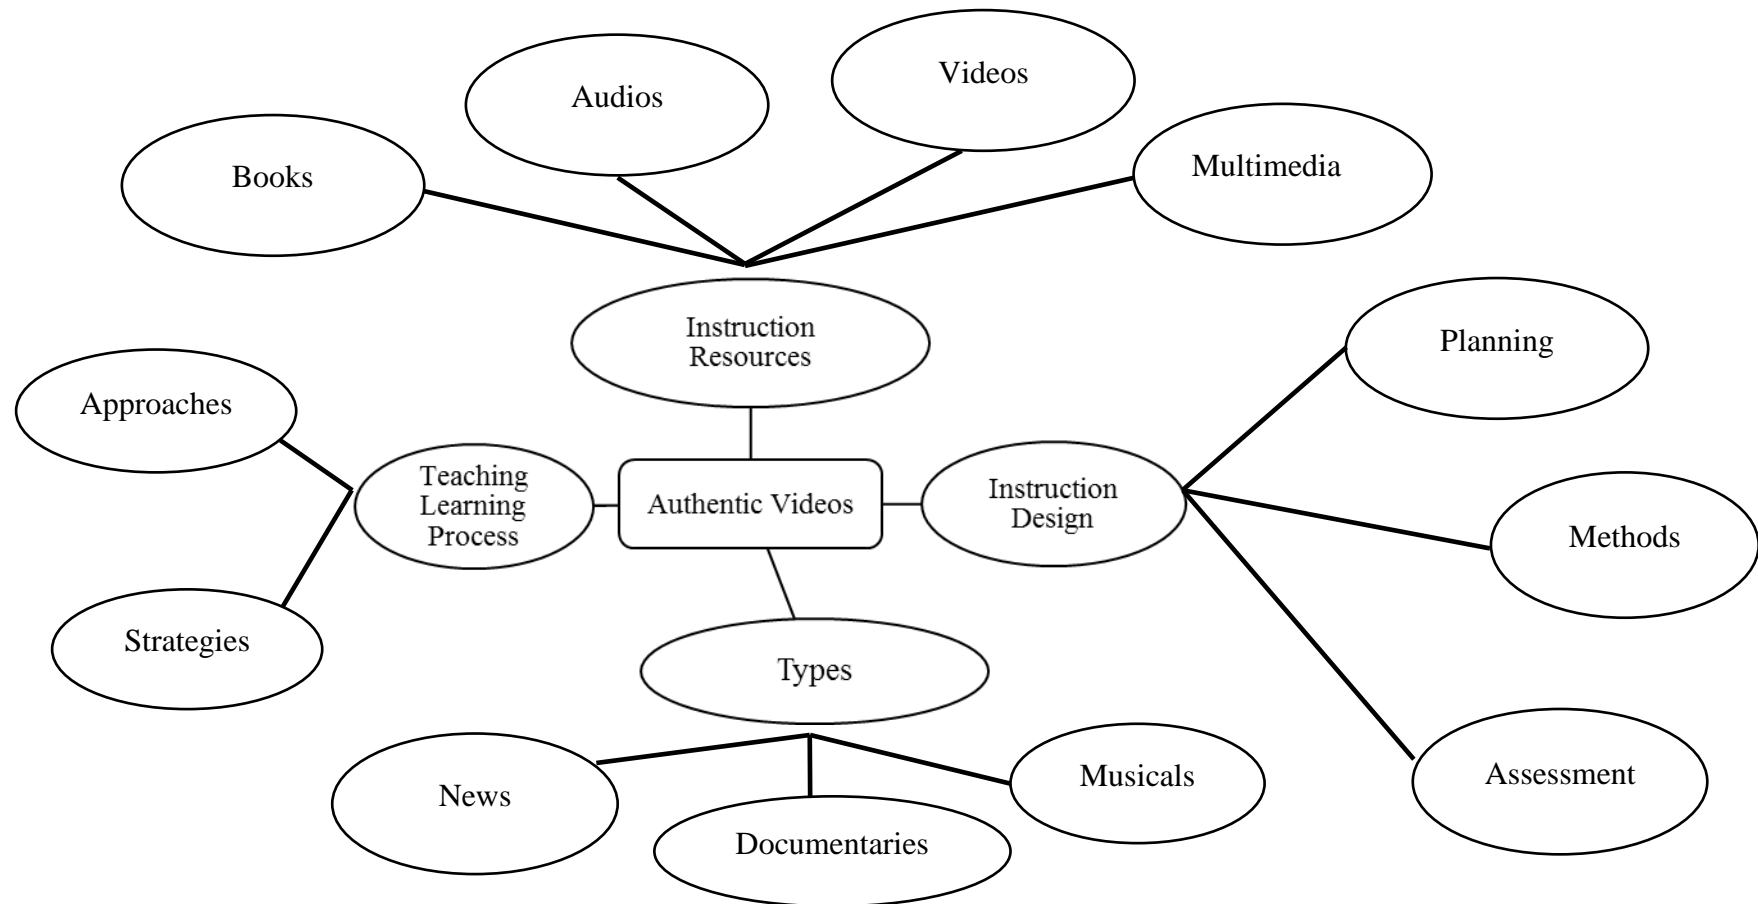 Videos
Audios
Multimedia
Books
Instruction
Resources
Planning
Approaches
Teaching
Learning
Process
Authentic Videos
Instruction
Design
Methods
Strategies
Types
News
Musicals
Assessment
Documentaries